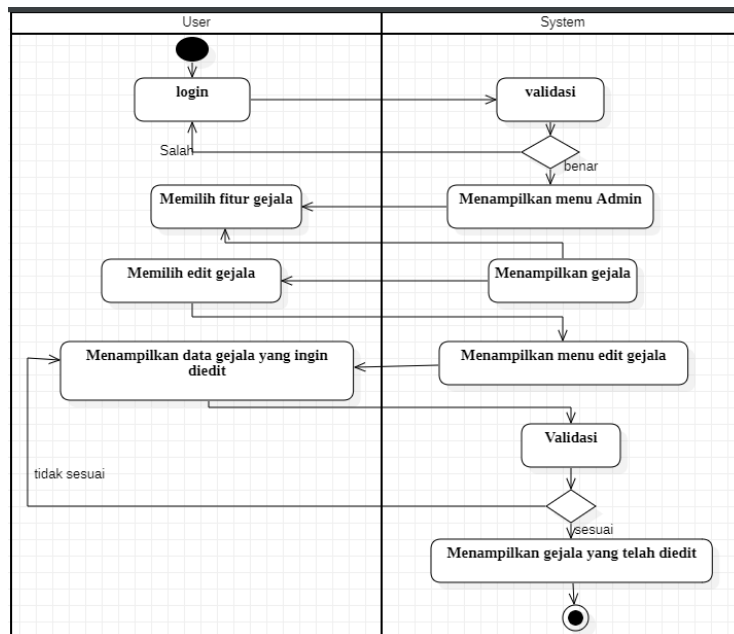 User
System
login
validasi
Salah
benar
Memilih fitur gejala
Menampilkan menu Admin
Memilih edit gejala
Menampilkan gejala
Menampilkan data gejala yang ingin
diedit
Menampilkan menu edit gejala
Validasi
tidak sesuai
sesuai
Menampilkan gejala yang telah diedit